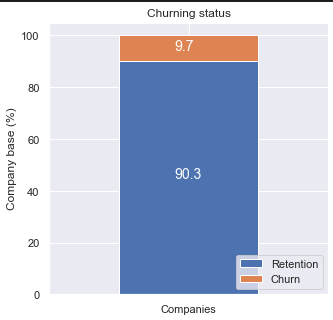 Churning status
Company base (%)
100
80
60
40
20
0
9.7
90.3
Retention
Churn
Companies